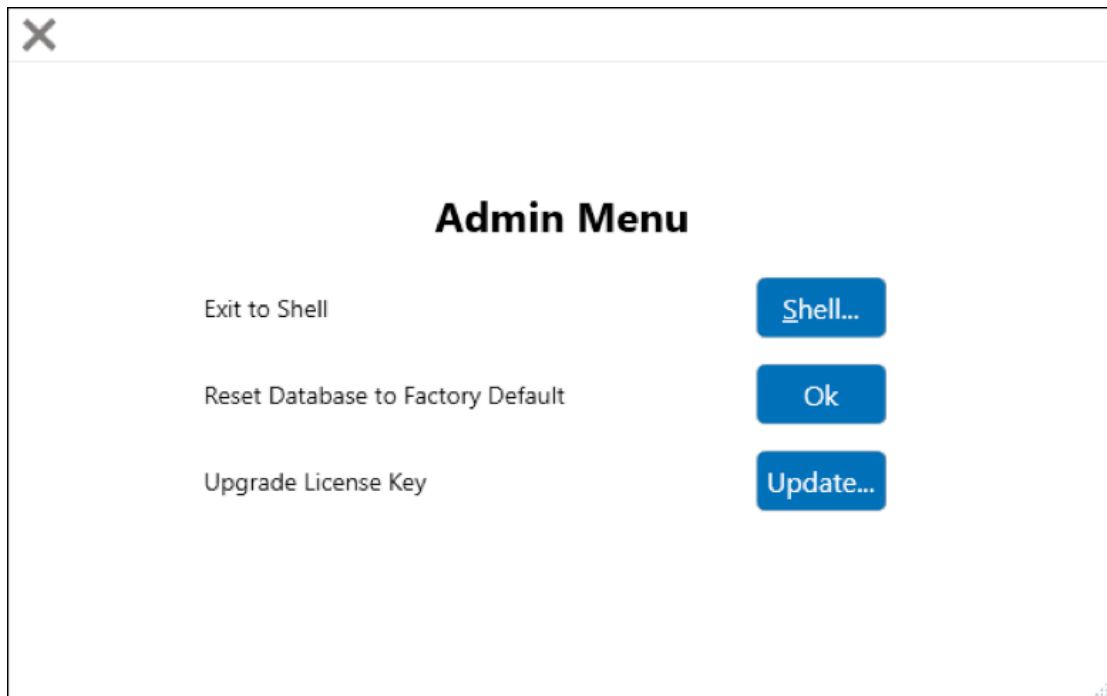 Admin Menu
Exit to Shell Shell...
Reset Database to Factory Default Ok
Upgrade License Key Update...